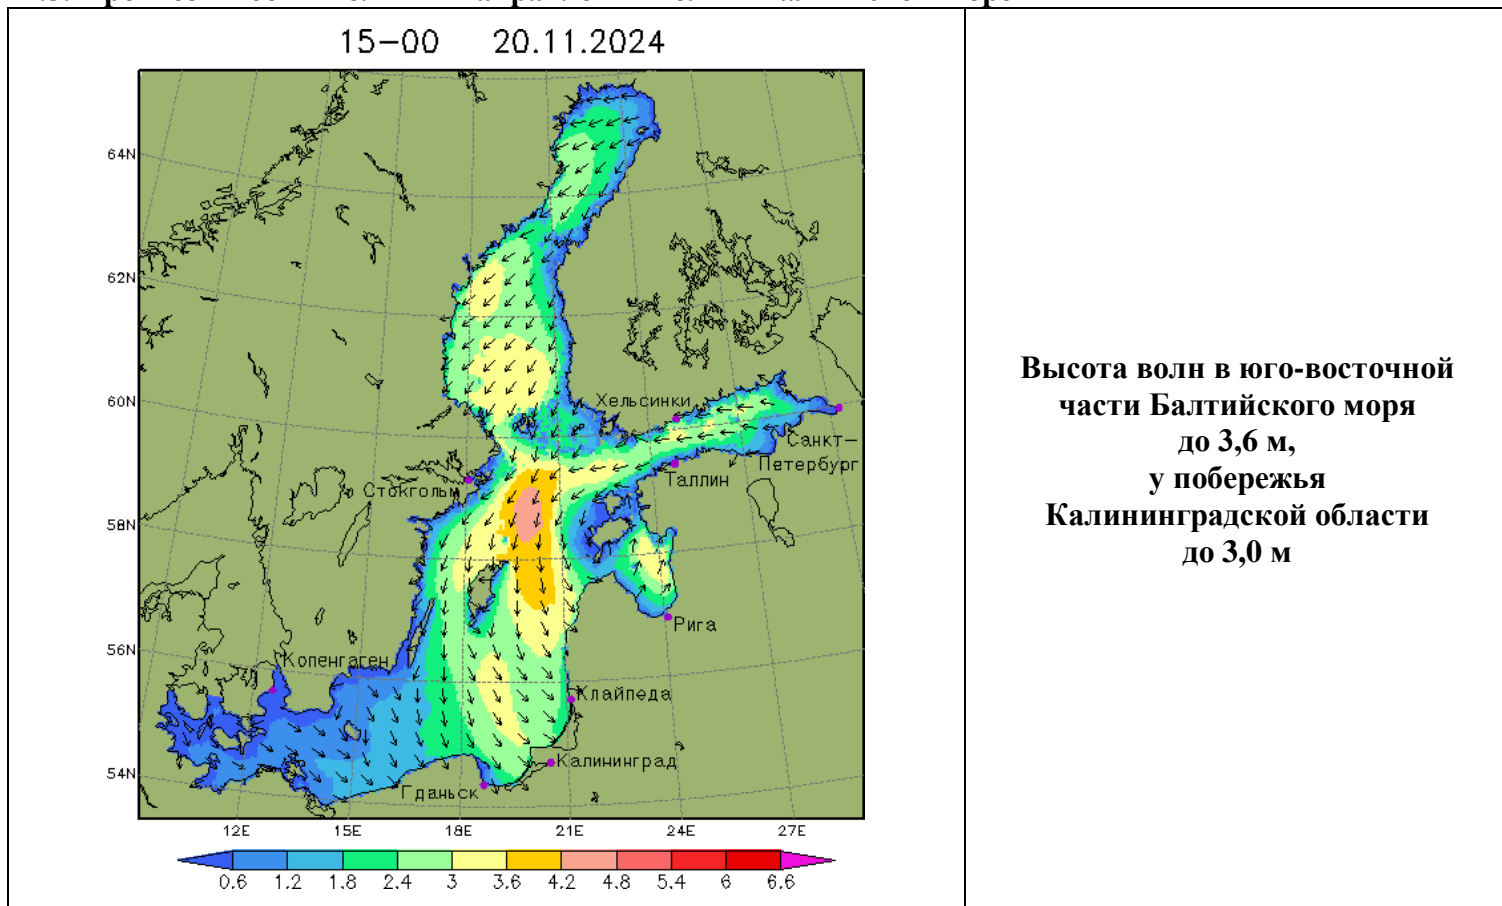 15-00 20.11.2024
64N
62N
60N
58N
56N
54N
Хельсинки
Санкт-
Петербург
Таллин
Стокгольм
Рига
Копенгаген
Клайпеда
Калининград
Гданьск
12E 15E 18E 21E 24E 27E
0.6 1.2 1.8 2.4 3 3.6 4.2 4.8 5.4 6 6.6
Высота волн в юго-восточной
части Балтийского моря
до 3,6 м,
у побережья
Калининградской области
до 3,0 м